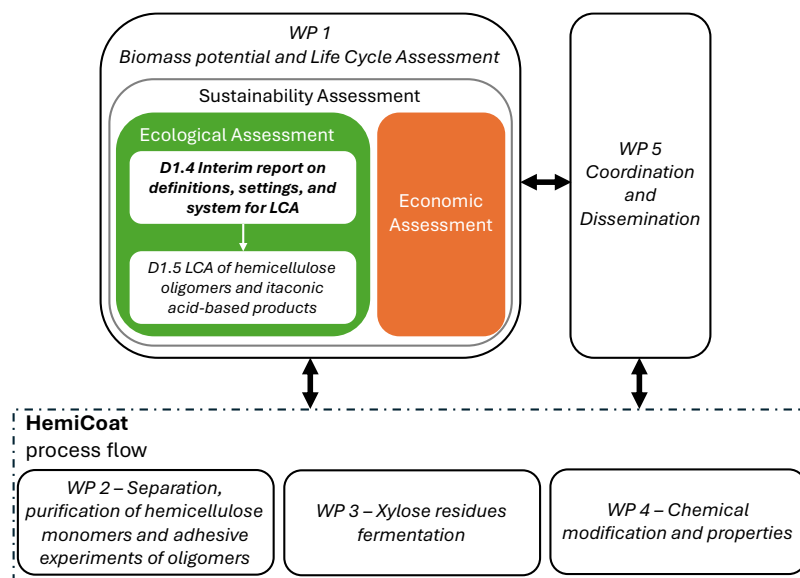 WP 1
Biomass potential and Life Cycle Assessment
Sustainability Assessment
Ecological Assessment
D1.4 Interim report on
definitions, settings, and
system for LCA
D1.5 LCA of hemicellulose
oligomers and itaconic
acid-based products
Economic
Assessment
WP 5
Coordination
and
Dissemination
HemiCoat
process flow
WP 2 – Separation,
purification of hemicellulose
monomers and adhesive
experiments of oligomers
WP 3 – Xylose residues
fermentation
WP 4 – Chemical
modification and properties